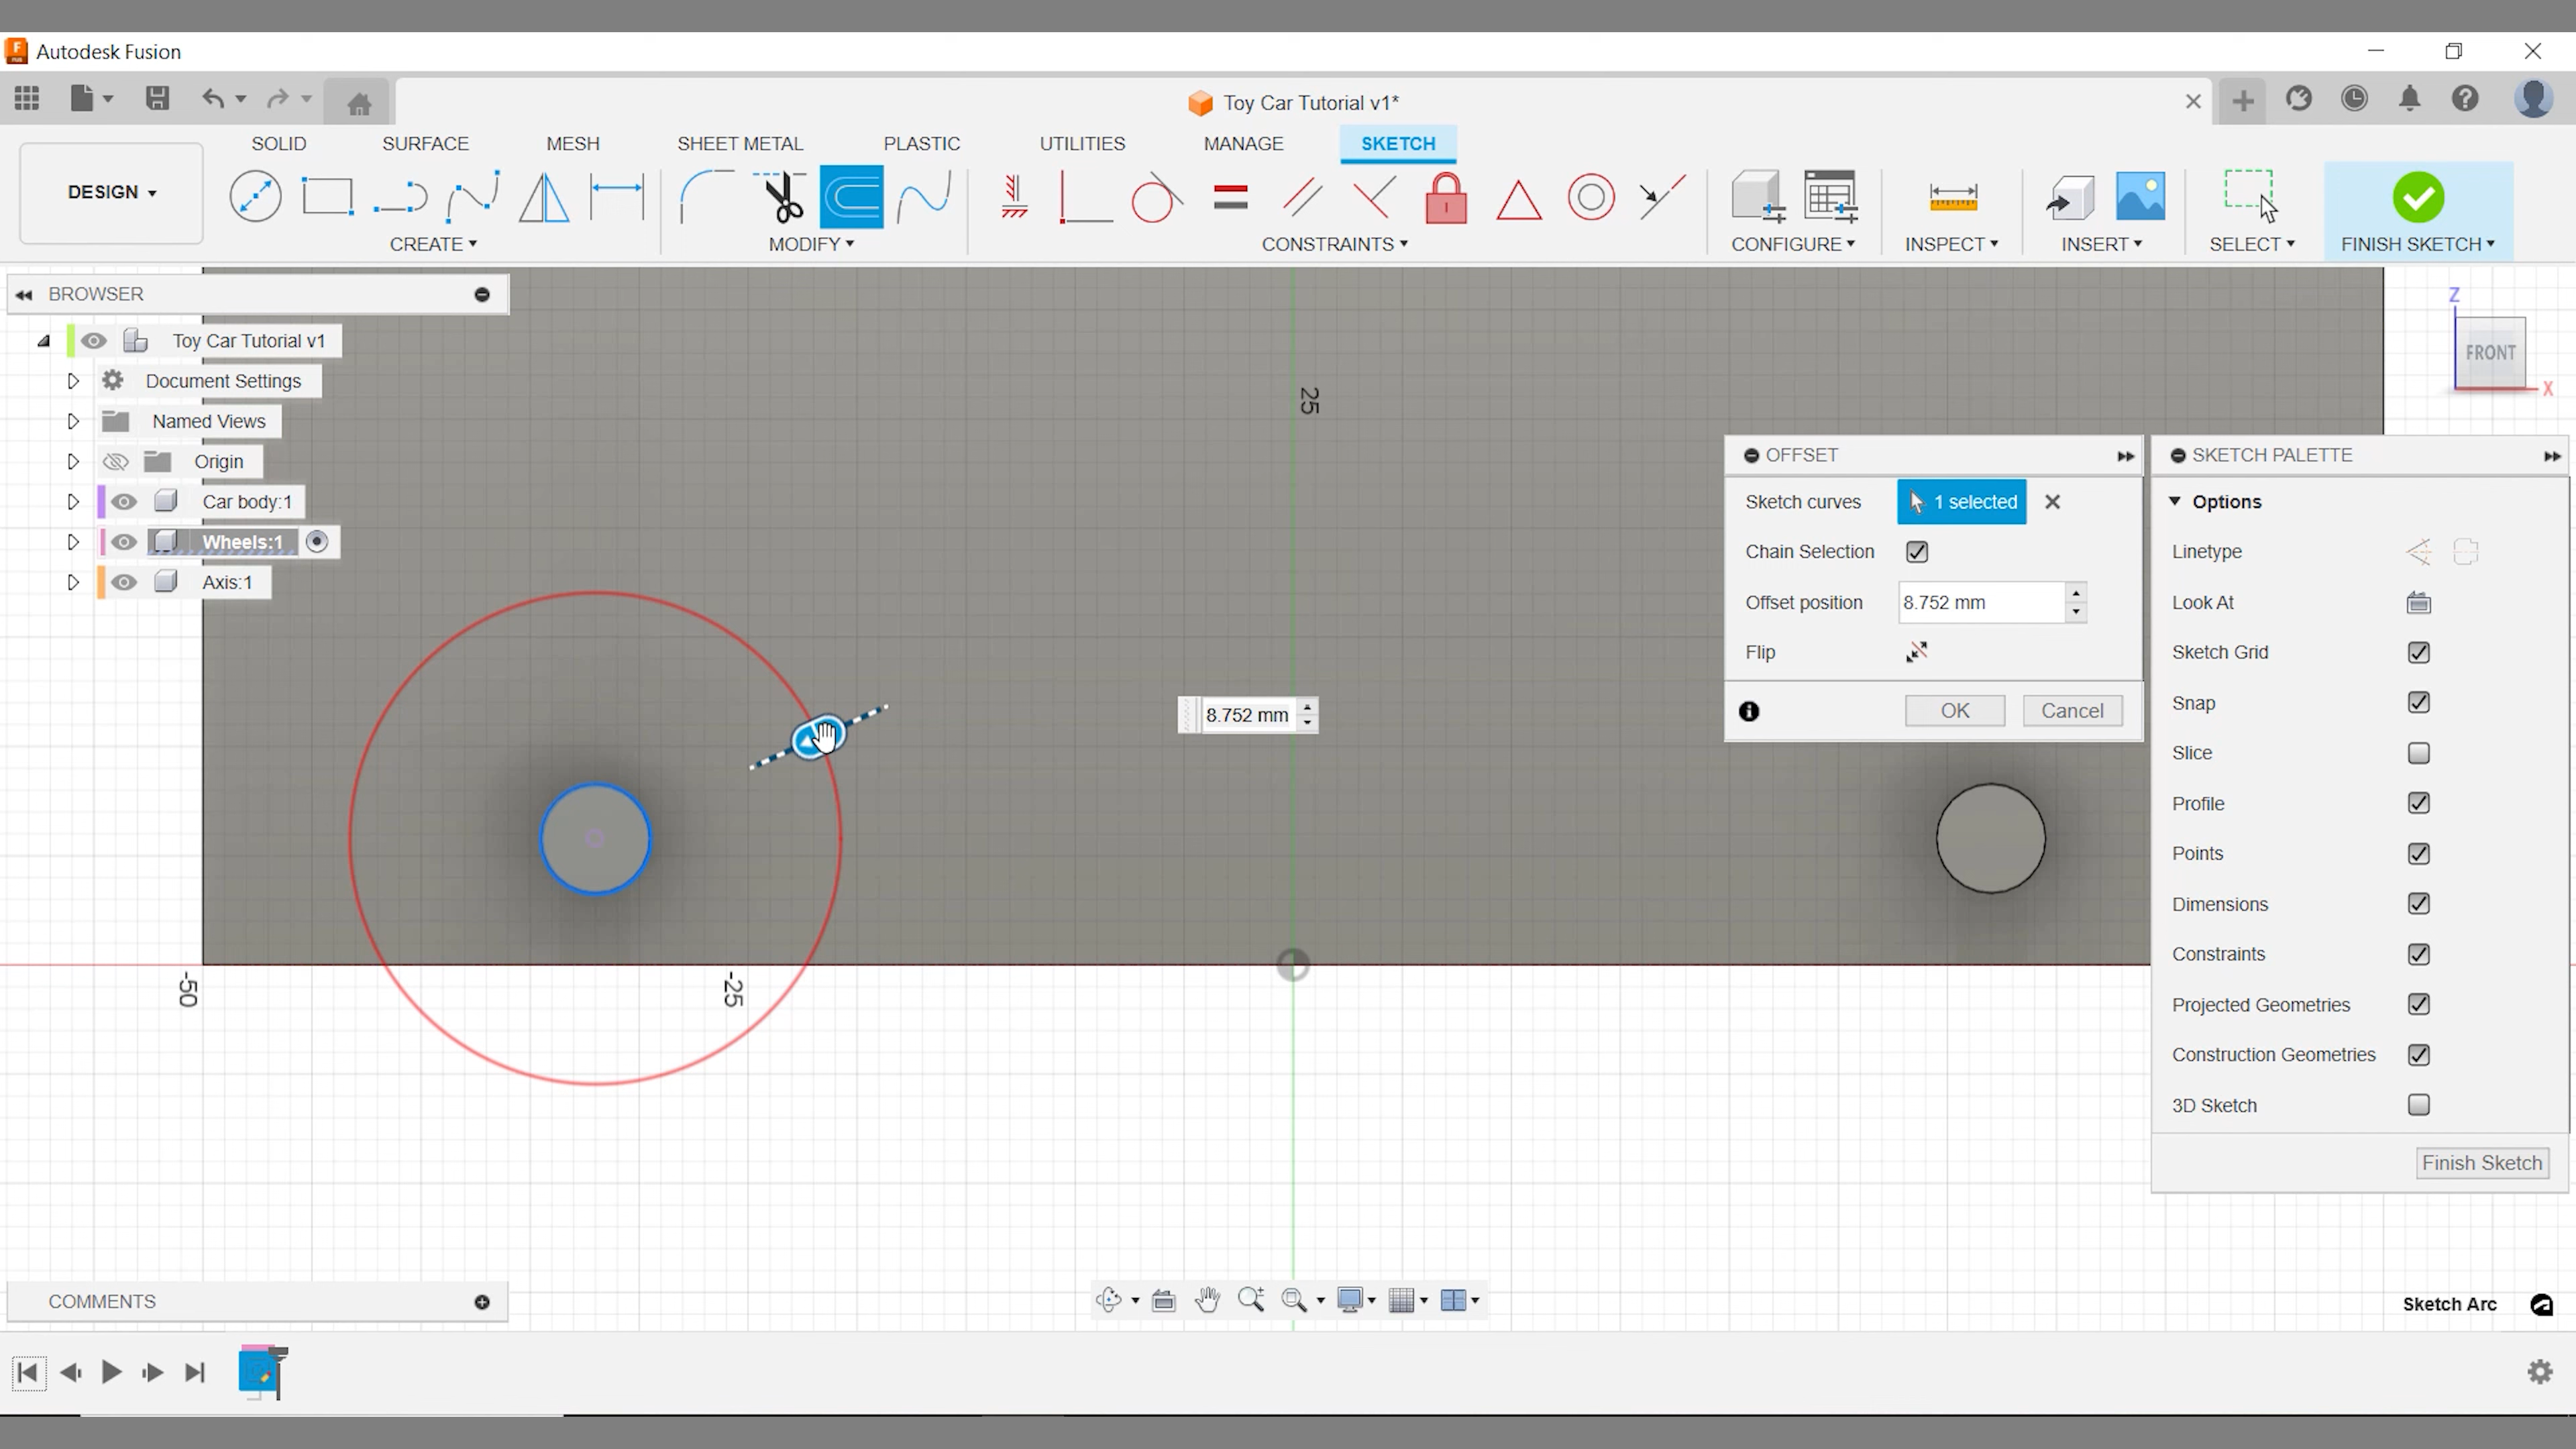 Autodesk Fusion
Toy Car Tutorial v1*
SOLID SURFACE MESH SHEET METAL PLASTIC UTILITIES MANAGE SKETCH
DESIGN
CREATE MODIFY CONSTRAINTS CONFIGURE INSPECT INSERT SELECT FINISH SKETCH
BROWSER
Toy Car Tutorial v1
Document Settings
Named Views
Origin
Car body:1
Wheels:1
Axis:1
25
Z
FRONT
X
OFFSET
Sketch curves 1 selected
Chain Selection
Offset position 8.752 mm
Flip
OK Cancel
8.752 mm
-50
-25
SKETCH PALETTE
Options
Linetype
Look At
Sketch Grid
Snap
Slice
Profile
Points
Dimensions
Constraints
Projected Geometries
Construction Geometries
3D Sketch
Finish Sketch
COMMENTS
Sketch Arc